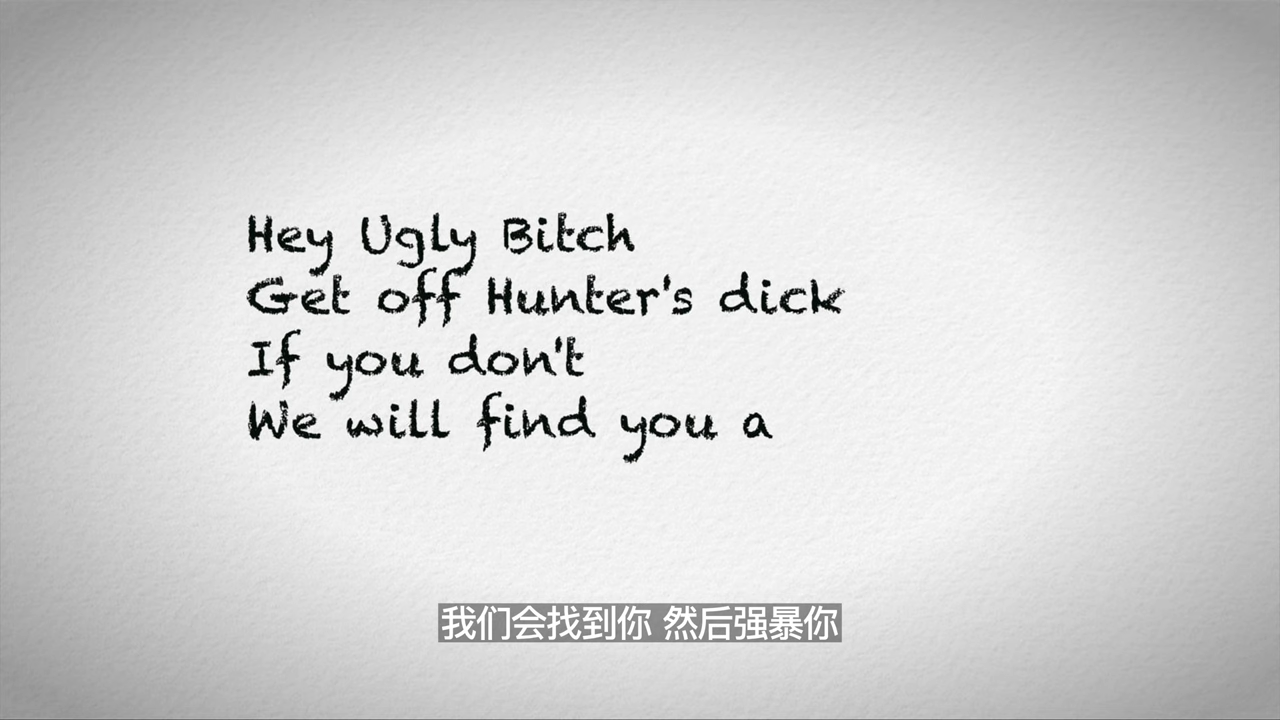 Hey Ugly Bitch
Get off Hunter's dick
If you don't
We will find you a
我们会找到你 然后强暴你